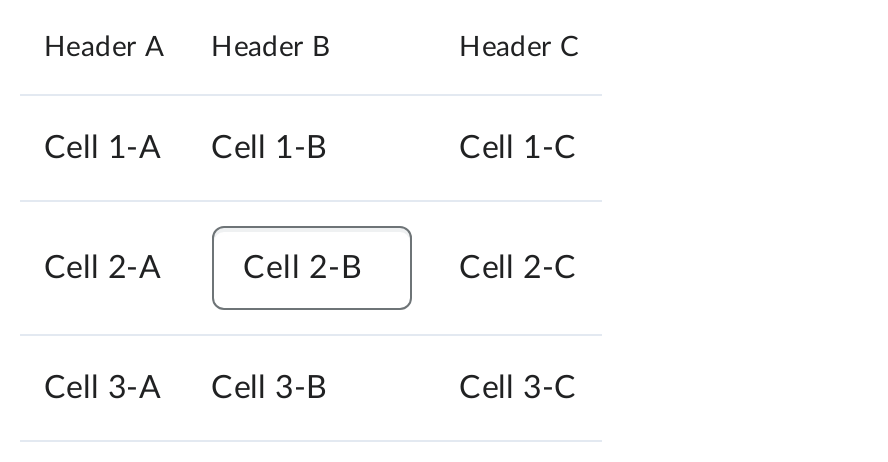 Header A Header B Header C
Cell 1-A Cell 1-B Cell 1-C
Cell 2-A Cell 2-B Cell 2-C
Cell 3-A Cell 3-B Cell 3-C